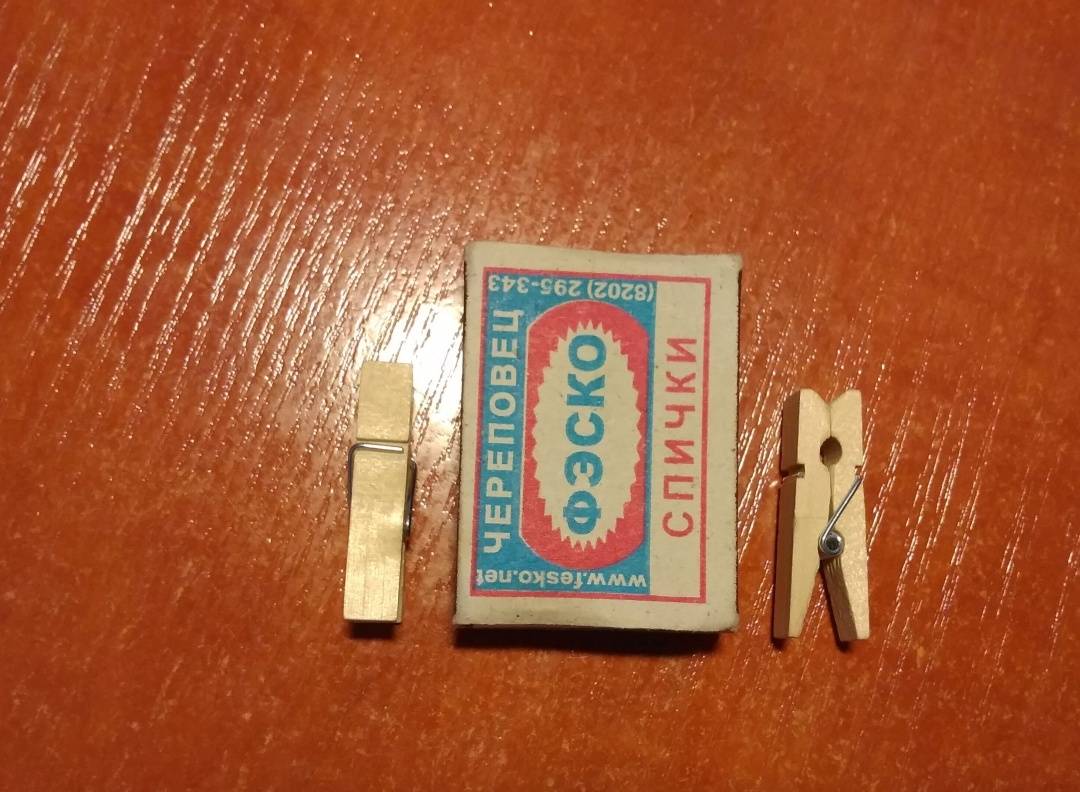 (8202) 295-343
ЧЕРЕПОВЕЦ
ФЭСКО
СПИЧКИ
www.fesko.net